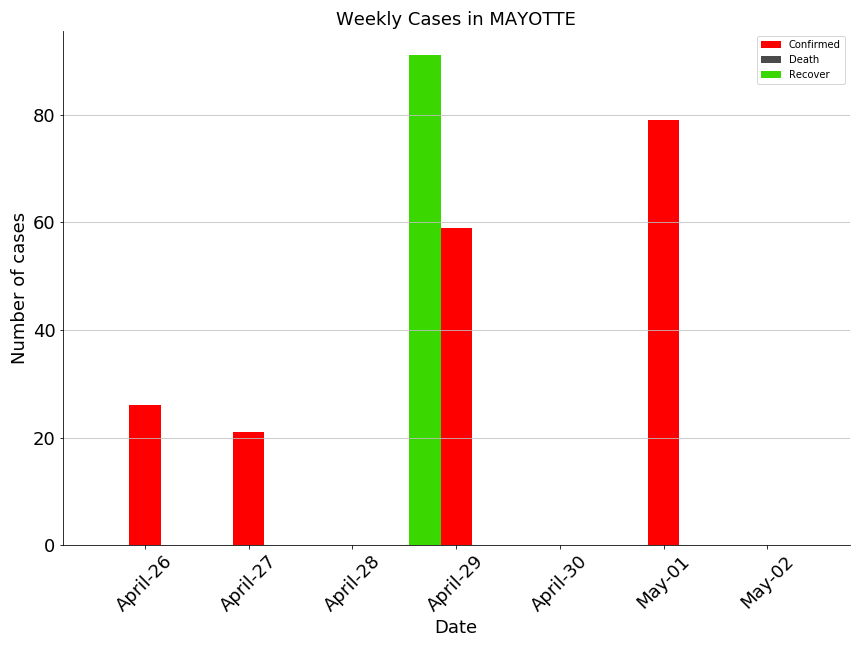 Weekly Cases in MAYOTTE
Confirmed
Death
Recover
Number of cases
80
60
40
20
0
April-26
April-27
April-28
April-29
April-30
May-01
May-02
Date